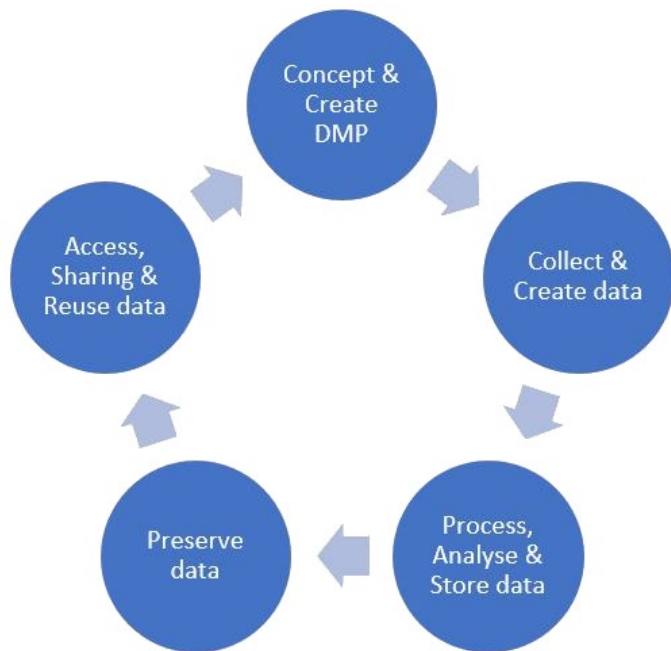 Concept &
Create
DMP
Collect &
Create data
Process,
Analyse &
Store data
Preserve
data
Access,
Sharing &
Reuse data